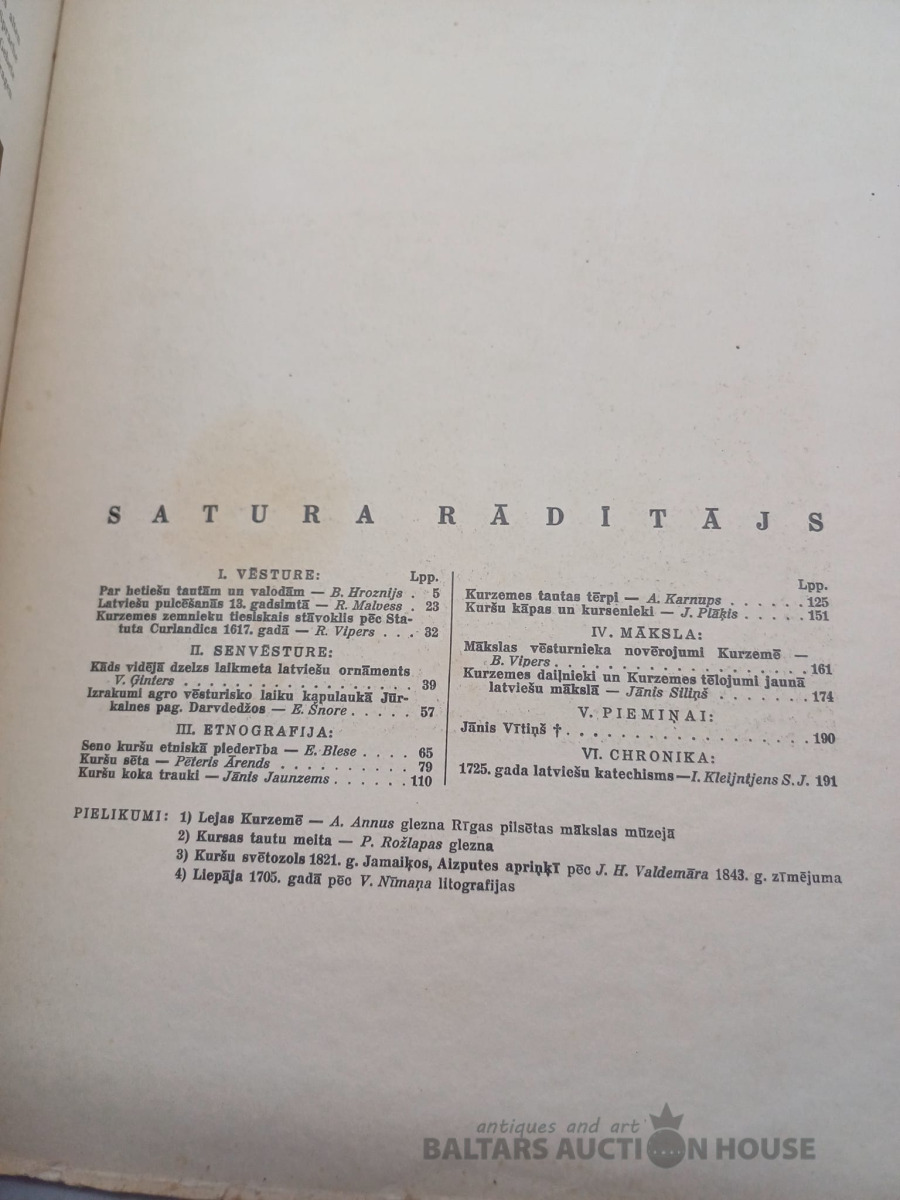 SATURA RĀDĪTĀJS
I. VĒSTURE: Lpp.
Par hetiešu tautām un valodām — B. Hroznijs . 5
Latviešu pulcēšanās 13. gadsimtā — R. Malvess . 23
Kurzemes zemnieku tiesiskais stāvoklis pēc Sta-
tuta Curlandica 1617. gadā — R. Vipers . . . 32
II. SENVĒSTURE:
Kāds vidējā dzelzs laikmeta latviešu ornāments
V. Ģinters . . . . . . . . . . . . . . . . . . 39
Izrakumi agro vēsturisko laiku kapulaukā Jūr-
kalnes pag. Darvdedžos — E. Šnore . . . . . 57
III. ETNOGRAFIJA:
Seno kuršu etniskā piederība — E. Blese . . . . 65
Kuršu sēta — Pēteris Ārends . . . . . . . . . . 79
Kuršu koka trauki — Jānis Jaunzems . . . . . . 110
Lpp.
Kurzemes tautas tērpi — A. Karnups . . . . . . 125
Kuršu kāpas un kursenieki — J. Plāķis . . . . . 151
IV. MĀKSLA:
Mākslas vēsturnieka novērojumi Kurzemē —
B. Vipers . . . . . . . . . . . . . . . . . . . 161
Kurzemes daiļnieki un Kurzemes tēlojumi jaunā
latviešu mākslā — Jānis Siliņš . . . . . . . 174
V. PIEMIŅAI:
Jānis Vītiņš † . . . . . . . . . . . . . . . . . 190
VI. CHRONIKA:
1725. gada latviešu katechisms — I. Kleijntjens S. J. 191
PIELIKUMI: 1) Lejas Kurzemē — A. Annus glezna Rīgas pilsētas mākslas mūzejā
2) Kursas tautu meita — P. Rožlapas glezna
3) Kuršu svētozols 1821. g. Jamaiķos, Aizputes apriņķī pēc J. H. Valdemāra 1843. g. zīmējuma
4) Liepāja 1705. gadā pēc V. Nīmaņa litografijas
antiques and art
BALTARS AUCTION HOUSE